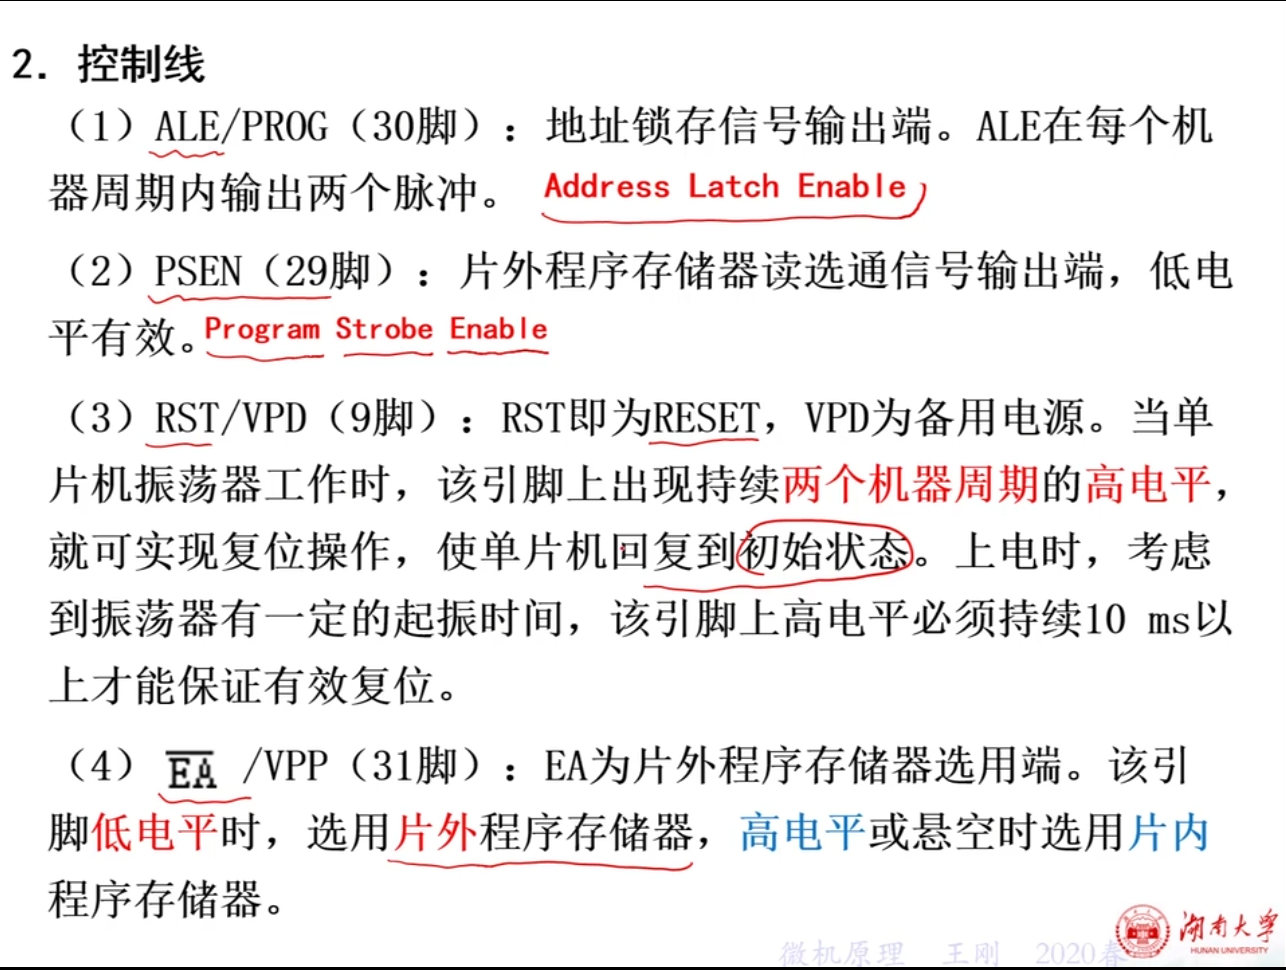 2. 控制线
（1）ALE/PROG（30脚）：地址锁存信号输出端。ALE在每个机
器周期内输出两个脉冲。 Address Latch Enable
（2）PSEN（29脚）：片外程序存储器读选通信号输出端，低电
平有效。Program Strobe Enable
（3）RST/VPD（9脚）：RST即为RESET，VPD为备用电源。当单
片机振荡器工作时，该引脚上出现持续两个机器周期的高电平，
就可实现复位操作，使单片机回复到初始状态。上电时，考虑
到振荡器有一定的起振时间，该引脚上高电平必须持续10 ms以
上才能保证有效复位。
（4） EA /VPP（31脚）：EA为片外程序存储器选用端。该引
脚低电平时，选用片外程序存储器，高电平或悬空时选用片内
程序存储器。
湖南大学
HUNAN UNIVERSITY
微机原理 王刚 2020春